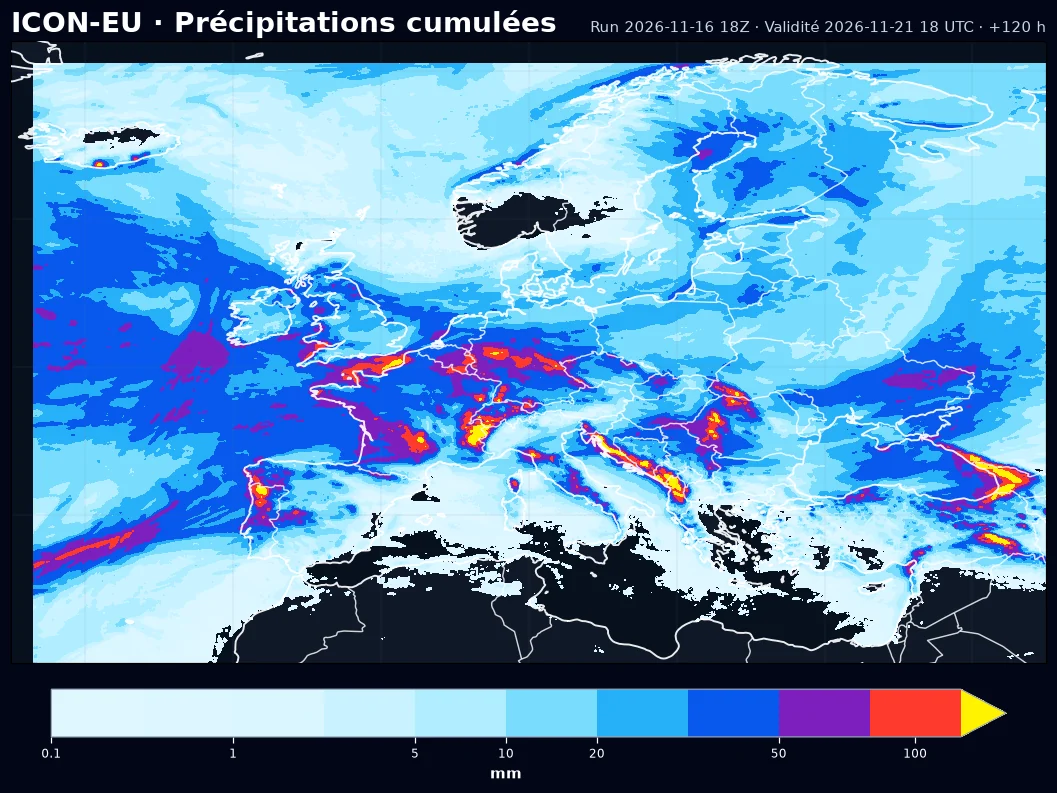 ICON-EU · Précipitations cumulées
Run 2026-11-16 18Z · Validité 2026-11-21 18 UTC · +120 h
0.1 1 5 10 20 50 100
mm